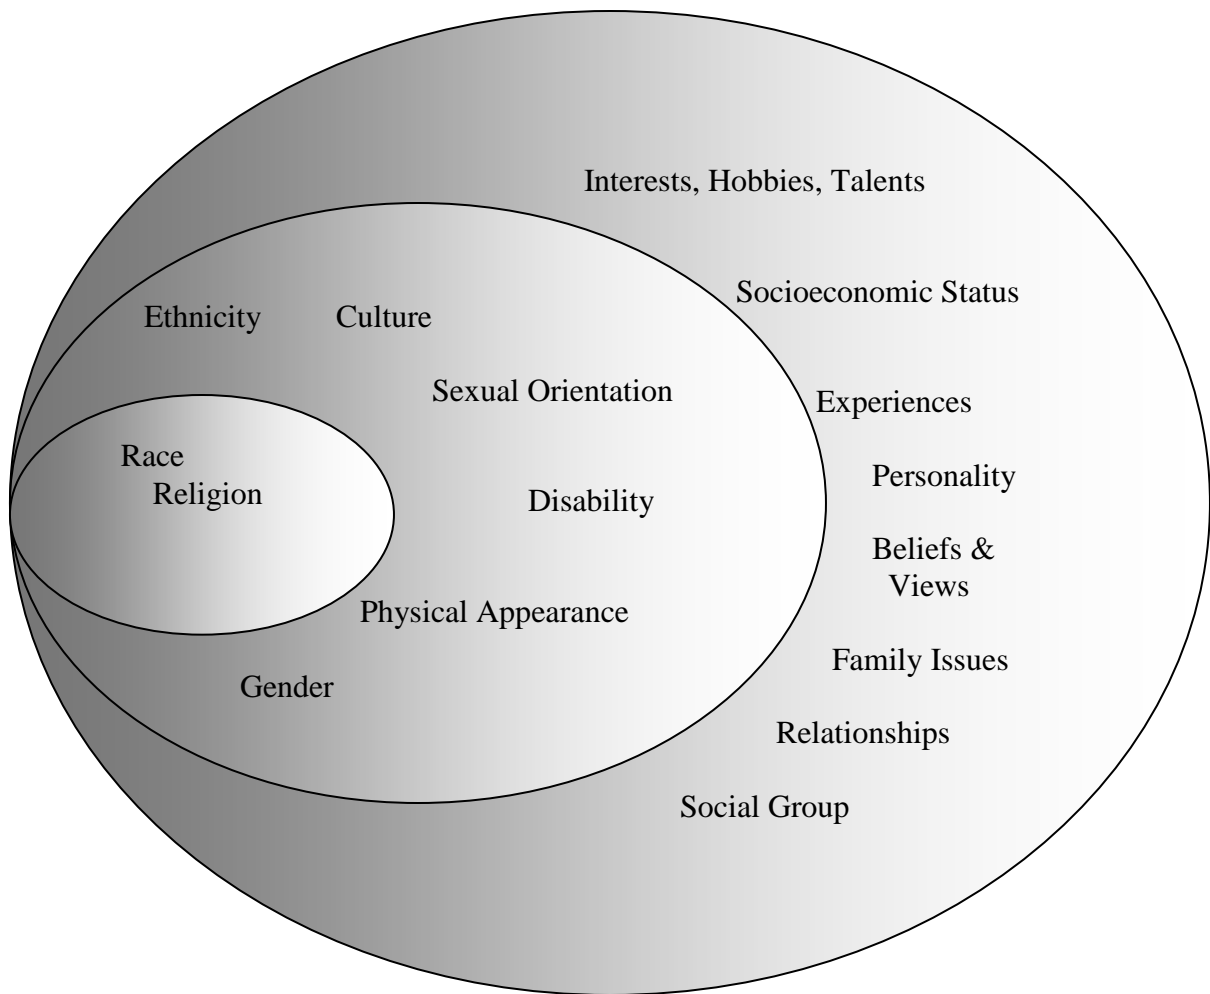 Interests, Hobbies, Talents
Socioeconomic Status
Ethnicity Culture
Sexual Orientation
Experiences
Race
Religion
Personality
Disability
Beliefs &
Views
Physical Appearance
Family Issues
Gender
Relationships
Social Group